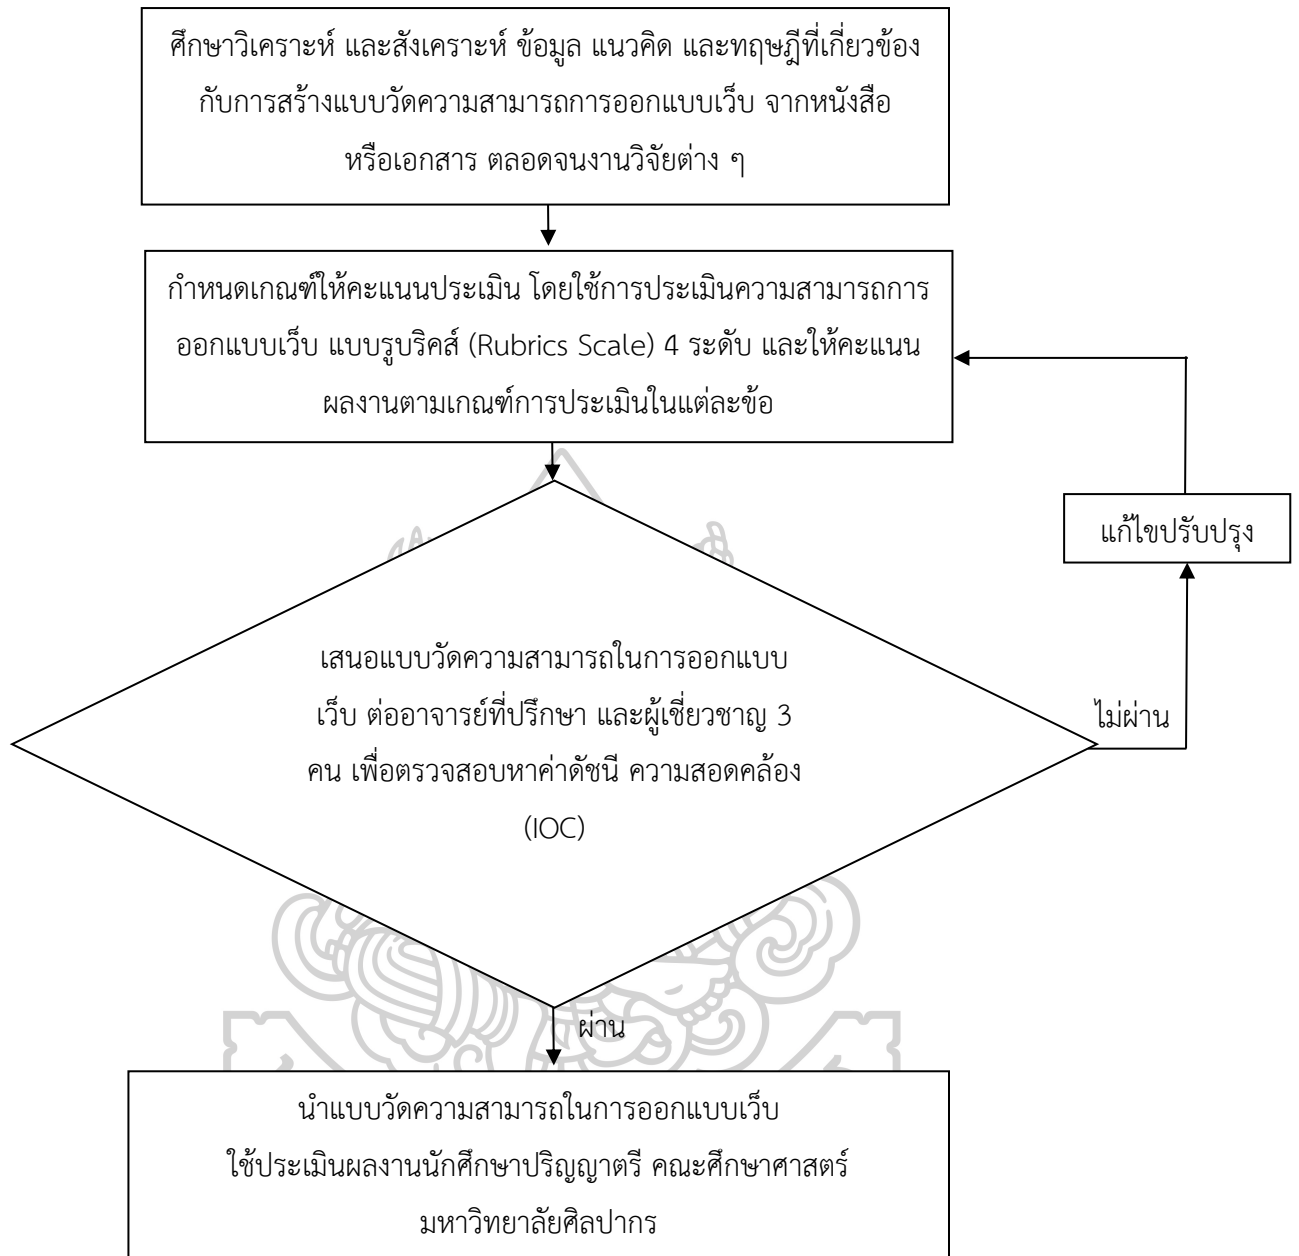 ศึกษาวิเคราะห์ และสังเคราะห์ ข้อมูล แนวคิด และทฤษฎีที่เกี่ยวข้อง
กับการสร้างแบบวัดความสามารถการออกแบบเว็บ จากหนังสือ
หรือเอกสาร ตลอดจนงานวิจัยต่าง ๆ
กำหนดเกณฑ์ให้คะแนนประเมิน โดยใช้การประเมินความสามารถการ
ออกแบบเว็บ แบบรูบริคส์ (Rubrics Scale) 4 ระดับ และให้คะแนน
ผลงานตามเกณฑ์การประเมินในแต่ละข้อ
แก้ไขปรับปรุง
เสนอแบบวัดความสามารถในการออกแบบ
เว็บ ต่ออาจารย์ที่ปรึกษา และผู้เชี่ยวชาญ 3
คน เพื่อตรวจสอบหาค่าดัชนี ความสอดคล้อง
(IOC)
ไม่ผ่าน
ผ่าน
นำแบบวัดความสามารถในการออกแบบเว็บ
ใช้ประเมินผลงานนักศึกษาปริญญาตรี คณะศึกษาศาสตร์
มหาวิทยาลัยศิลปากร